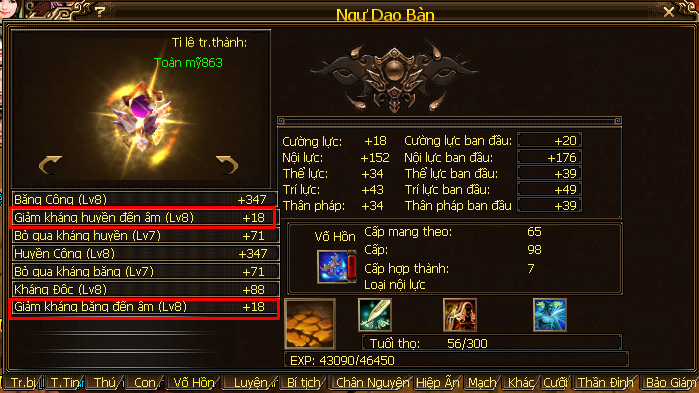 ?
Ngự Dao Bàn
Tỉ lệ tr.thành:
Toàn mỹ863
Cường lực: +18 Cường lực ban đầu: +20
Nội lực: +152 Nội lực ban đầu: +176
Thể lực: +34 Thể lực ban đầu: +39
Trí lực: +43 Trí lực ban đầu: +49
Thân pháp: +34 Thân pháp ban đầu +39
Băng Công (Lv8) +347
Giảm kháng huyền đến âm (Lv8) +18
Bỏ qua kháng huyền (Lv7) +71
Huyền Công (Lv8) +347
Bỏ qua kháng băng (Lv7) +71
Kháng Độc (Lv8) +88
Giảm kháng băng đến âm (Lv8) +18
Võ Hồn
Cấp mang theo: 65
Cấp: 98
Cấp hợp thành: 7
Loại nội lực
Tuổi thọ: 56/300
EXP: 43090/46450
Tr.bị T.Tin Thú Con Võ Hồn Luyện Bí tịch Chân Nguyên Hiệp Ấn Mạch Khác Cưỡi Thần Đỉnh Bảo Giám